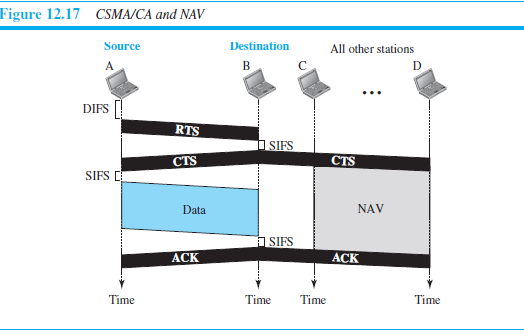 Figure 12.17 CSMA/CA and NAV
Source Destination All other stations
A B C D
DIFS
RTS
SIFS
CTS CTS
SIFS
Data NAV
SIFS
ACK ACK
Time Time Time Time